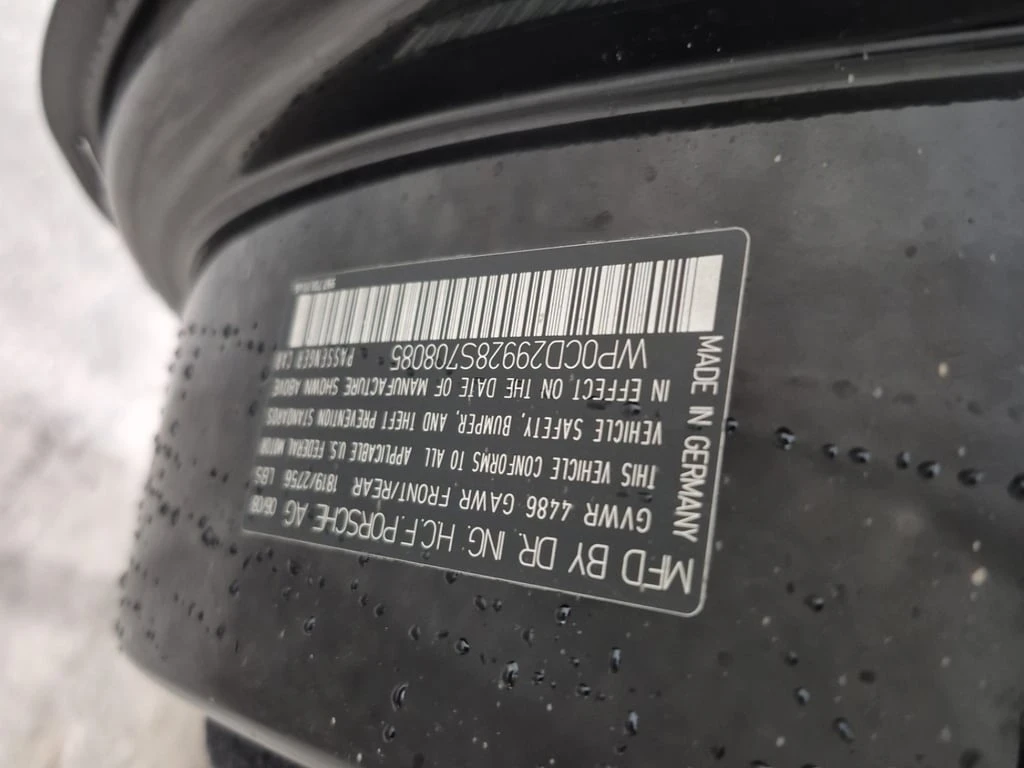 MFD BY DR. ING. H.C.F. PORSCHE AG 06/08
GVWR 4486 GAWR FRONT/REAR 1819/2756 LBS
THIS VEHICLE CONFORMS TO ALL APPLICABLE U.S. FEDERAL MOTOR
VEHICLE SAFETY, BUMPER, AND THEFT PREVENTION STANDARDS
IN EFFECT ON THE DATE OF MANUFACTURE SHOWN ABOVE
WP0CD29928S708085 PASSENGER CAR
MADE IN GERMANY